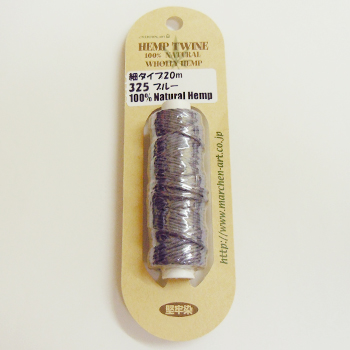 HEMP TWINE
100% NATURAL
WHOLLY HEMP
細タイプ20m
325 ブルー
100% Natural Hemp
http://www.marchen-art.co.jp
堅牢染